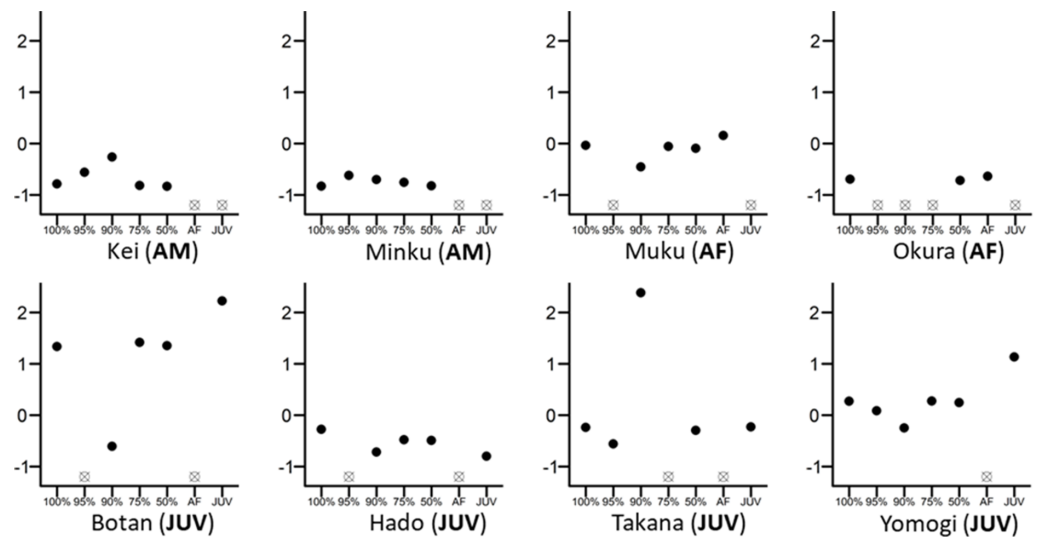 2 2 2 2
1 1 1 1
0 0 0 0
-1 -1 -1 -1
100% 95% 90% 75% 50% AF JUV 100% 95% 90% 75% 50% AF JUV 100% 95% 90% 75% 50% AF JUV 100% 95% 90% 75% 50% AF JUV
Kei (AM) Minku (AM) Muku (AF) Okura (AF)
2 2 2 2
1 1 1 1
0 0 0 0
-1 -1 -1 -1
100% 95% 90% 75% 50% AF JUV 100% 95% 90% 75% 50% AF JUV 100% 95% 90% 75% 50% AF JUV 100% 95% 90% 75% 50% AF JUV
Botan (JUV) Hado (JUV) Takana (JUV) Yomogi (JUV)